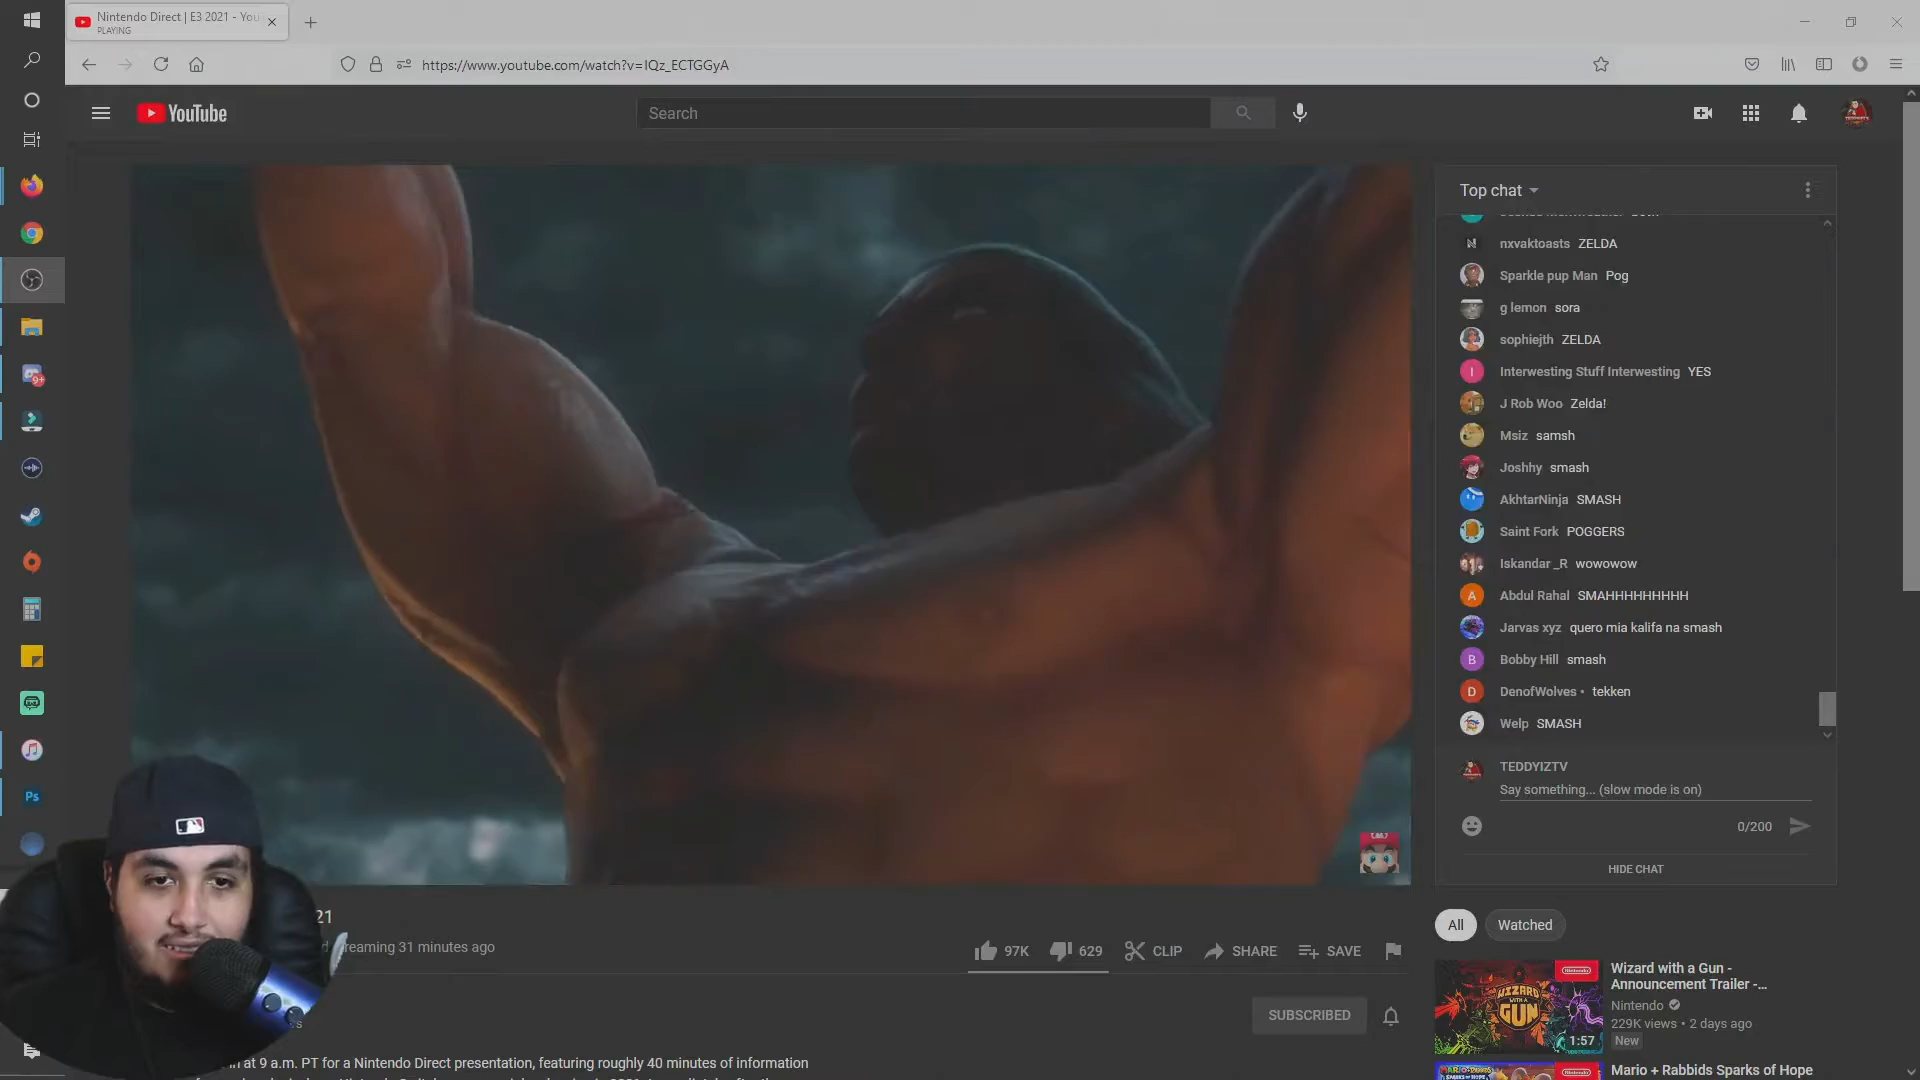 Nintendo Direct | E3 2021 - You
PLAYING
https://www.youtube.com/watch?v=IQz_ECTGGyA
YouTube
Search
Top chat
nxvaktoasts ZELDA
Sparkle pup Man Pog
g lemon sora
sophiejth ZELDA
Interwesting Stuff Interwesting YES
J Rob Woo Zelda!
Msiz samsh
Joshhy smash
AkhtarNinja SMASH
Saint Fork POGGERS
Iskandar _R wowowow
Abdul Rahal SMAHHHHHHHHH
Jarvas xyz quero mia kalifa na smash
Bobby Hill smash
DenofWolves • tekken
Welp SMASH
TEDDYIZTV
Say something... (slow mode is on)
0/200
HIDE CHAT
9+
Ps
21
reaming 31 minutes ago
97K 629 CLIP SHARE SAVE
SUBSCRIBED
at 9 a.m. PT for a Nintendo Direct presentation, featuring roughly 40 minutes of information
All Watched
Wizard with a Gun -
Announcement Trailer -...
Nintendo
229K views • 2 days ago
New
WIZARD
WITH A
GUN
Nintendo
1:57
Mario + Rabbids Sparks of Hope